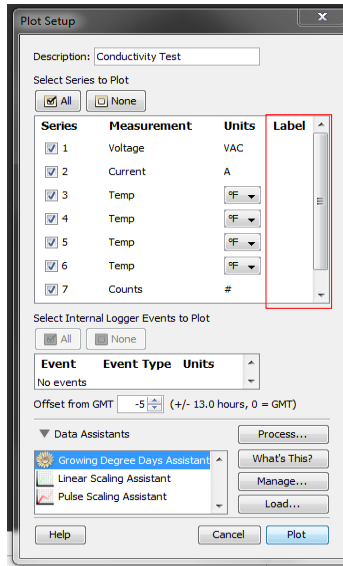 Plot Setup
X
Description: Conductivity Test
Select Series to Plot
All None
Series Measurement Units Label
1 Voltage VAC
2 Current A
3 Temp °F
4 Temp °F
5 Temp °F
6 Temp °F
7 Counts #
Select Internal Logger Events to Plot
All None
Event Event Type Units
No events
Offset from GMT -5 (+/- 13.0 hours, 0 = GMT)
Data Assistants Process...
Growing Degree Days Assistant What's This?
Linear Scaling Assistant Manage...
Pulse Scaling Assistant Load...
Help Cancel Plot